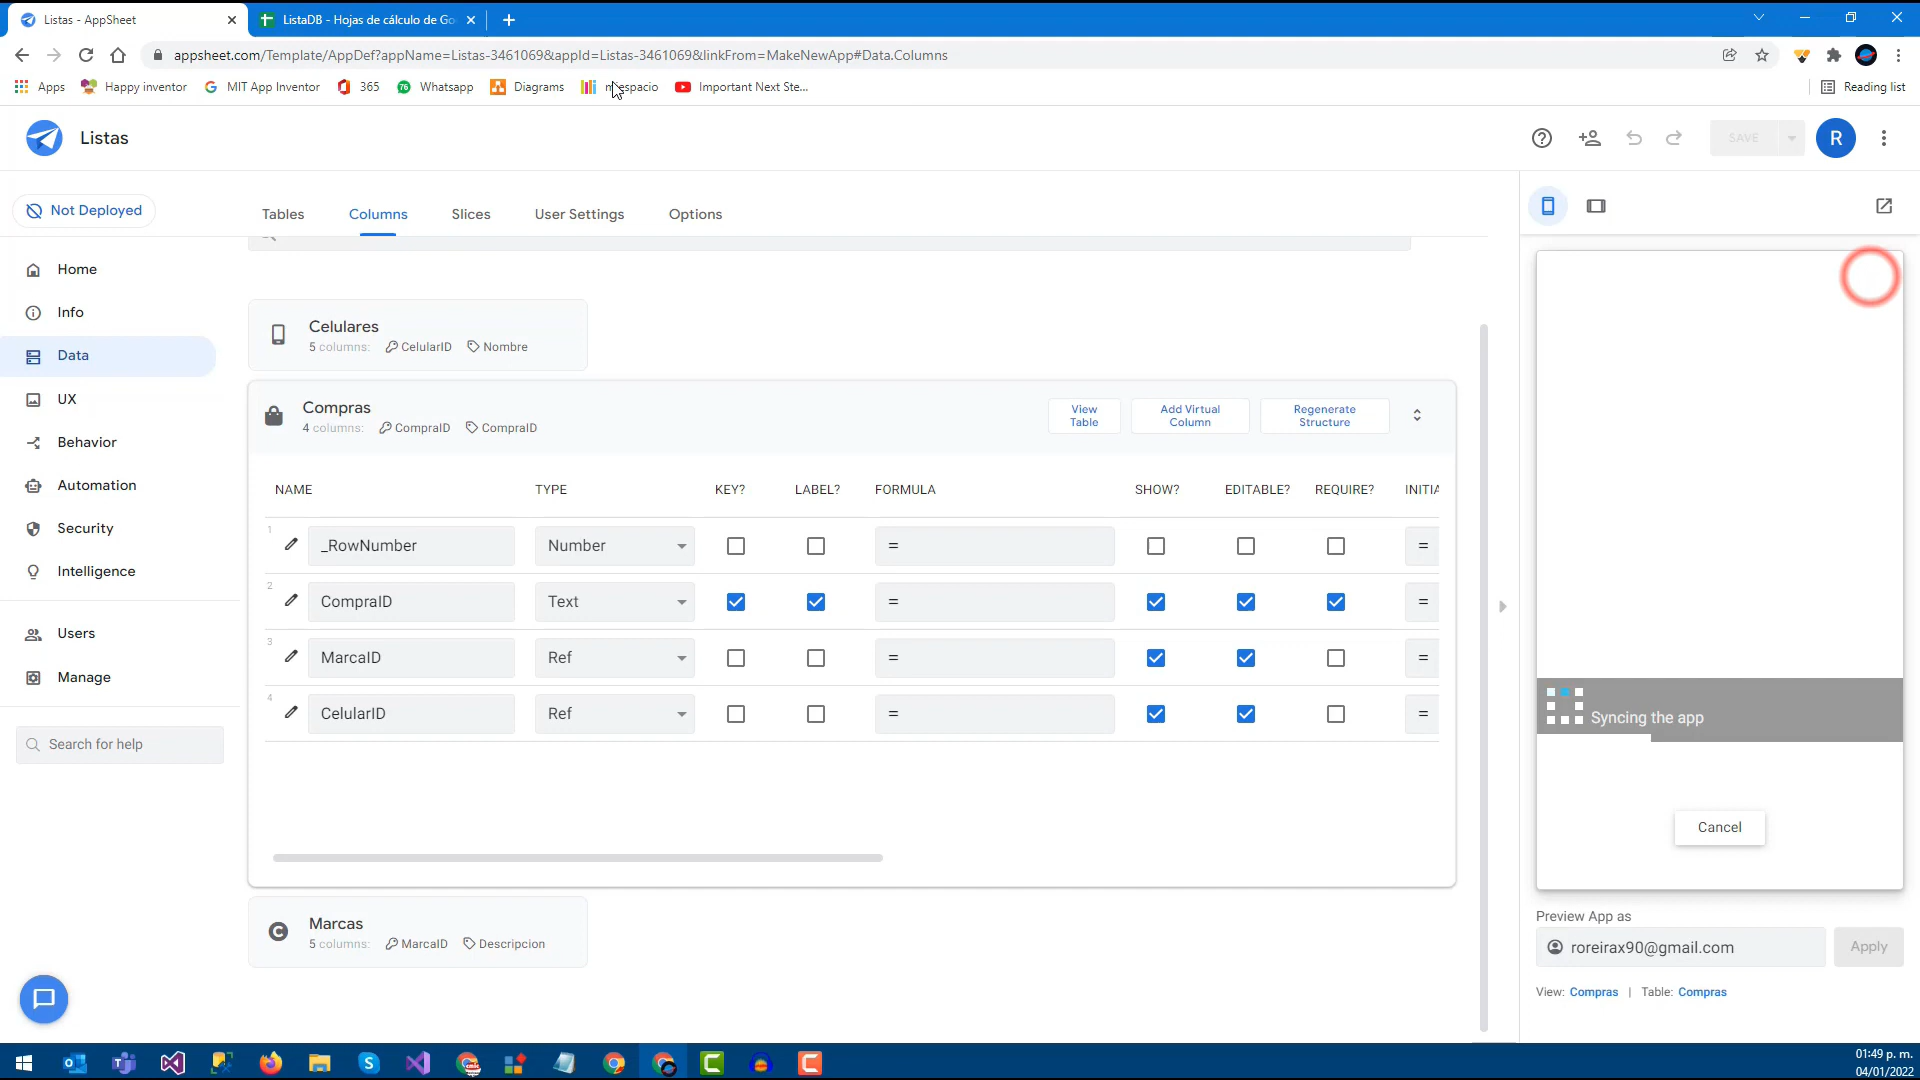 Listas - AppSheet
ListaDB - Hojas de cálculo de Go
appsheet.com/Template/AppDef?appName=Listas-3461069&appId=Listas-3461069&linkFrom=MakeNewApp#Data.Columns
Apps
Happy inventor
MIT App Inventor
365
Whatsapp
Diagrams
Important Next Ste...
Reading list
Listas
SAVE
R
Not Deployed
Tables
Columns
Slices
User Settings
Options
Home
Info
Data
UX
Behavior
Automation
Security
Intelligence
Users
Manage
Search for help
Celulares
5 columns: CelularID Nombre
Compras
4 columns: CompraID CompraID
View Table
Add Virtual Column
Regenerate Structure
NAME TYPE KEY? LABEL? FORMULA SHOW? EDITABLE? REQUIRE? INITIA
1 _RowNumber Number = =
2 CompraID Text = =
3 MarcaID Ref = =
4 CelularID Ref = =
Marcas
5 columns: MarcaID Descripcion
Syncing the app
Cancel
Preview App as
roreirax90@gmail.com
Apply
View: Compras | Table: Compras
01:49 p. m.
04/01/2022